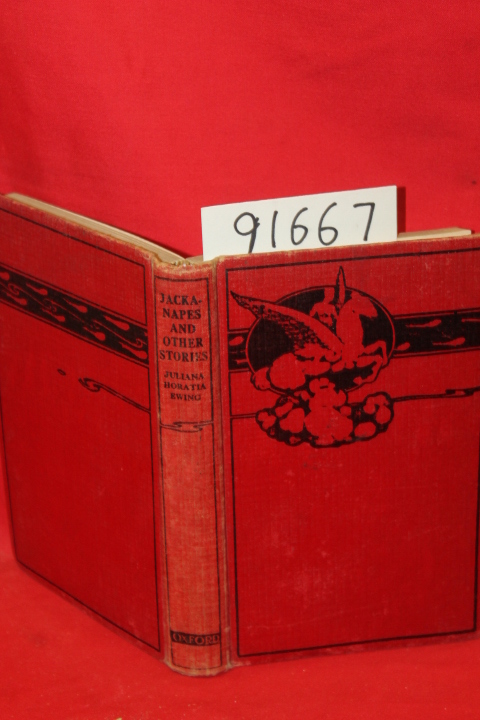 91667
JACKA-
NAPES
AND
OTHER
STORIES
JULIANA
HORATIA
EWING
OXFORD